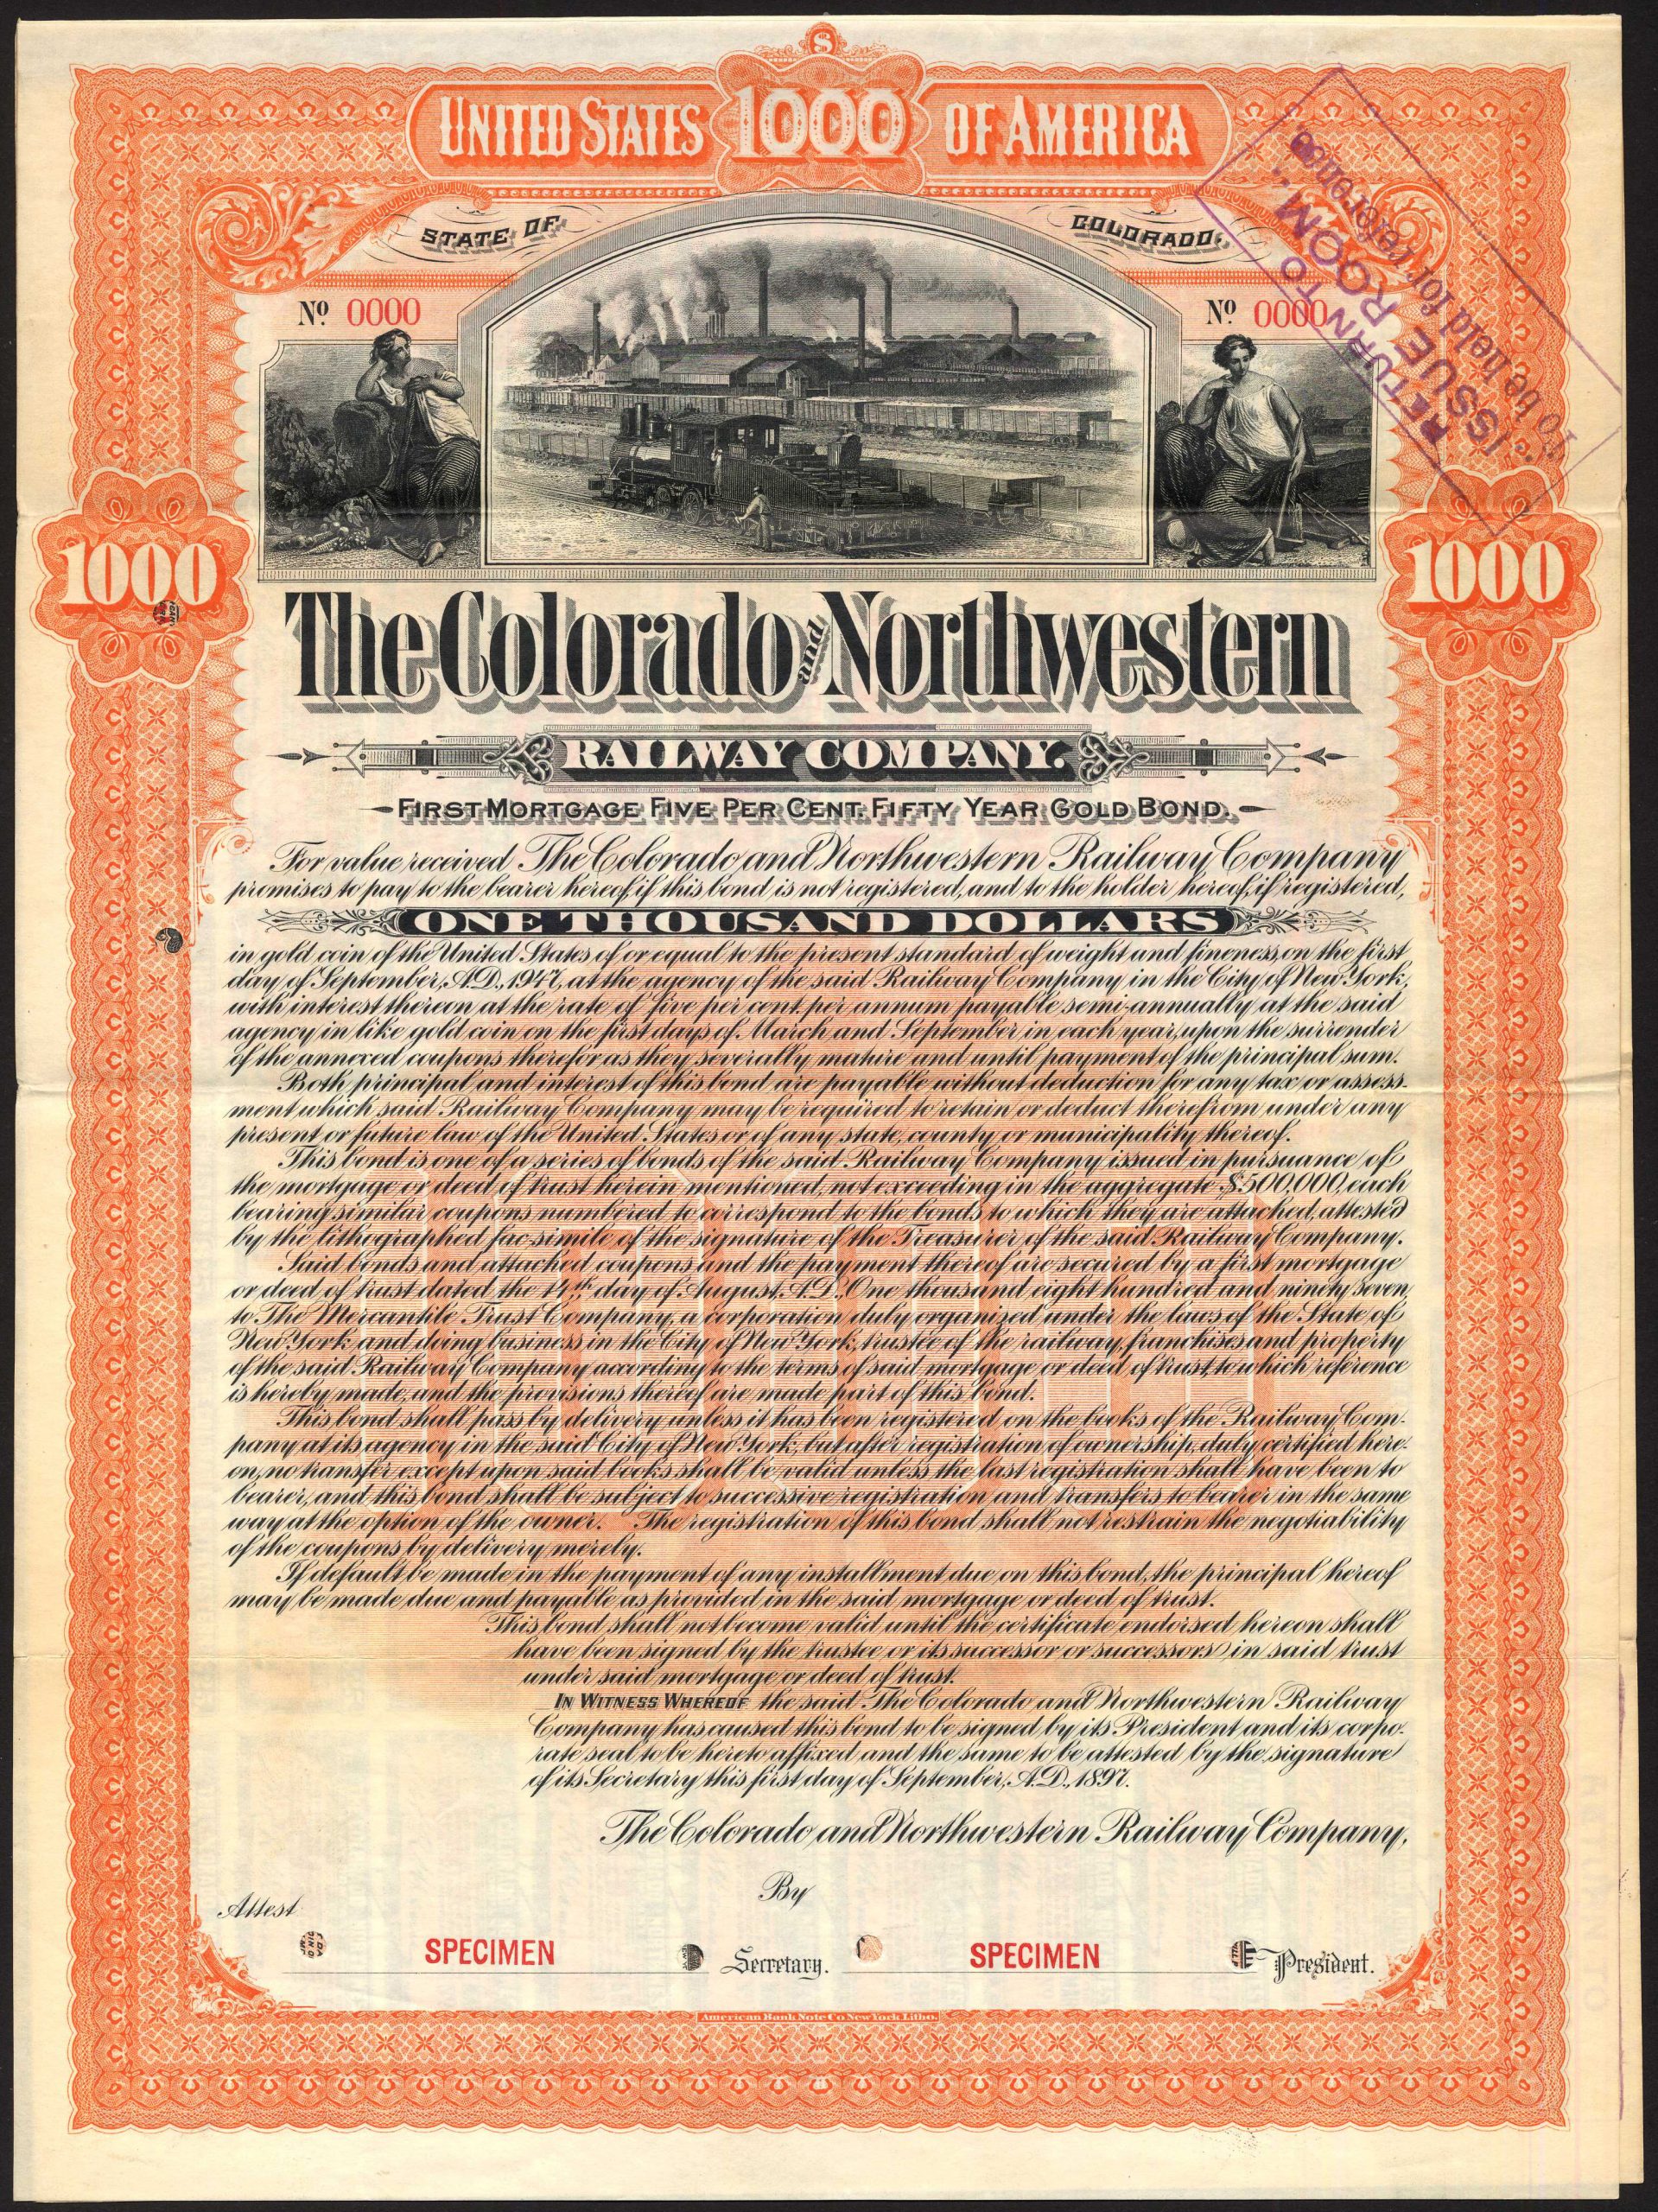 UNITED STATES 1000 OF AMERICA
STATE OF COLORADO.
Nº 0000 Nº 0000
RETURN TO
ISSUE ROOM
To be held for reference
1000 1000
The Colorado and Northwestern
RAILWAY COMPANY.
FIRST MORTGAGE FIVE PER CENT. FIFTY YEAR GOLD BOND.
For value received The Colorado and Northwestern Railway Company
promises to pay to the bearer hereof, if this bond is not registered, and to the holder hereof, if registered,
ONE THOUSAND DOLLARS
in gold coin of the United States of or equal to the present standard of weight and fineness, on the first
day of September, A.D., 1947, at the agency of the said Railway Company in the City of New York,
with interest thereon at the rate of five per cent. per annum payable semi-annually at the said
agency in like gold coin on the first days of March and September in each year, upon the surrender
of the annexed coupons therefor as they severally mature and until payment of the principal sum.
Both principal and interest of this bond are payable without deduction for any tax or assess-
ment which said Railway Company may be required to retain or deduct therefrom under any
present or future law of the United States or of any state, county or municipality thereof.
This bond is one of a series of bonds of the said Railway Company issued in pursuance of
the mortgage or deed of trust herein mentioned, not exceeding in the aggregate $500,000, each
bearing similar coupons numbered to correspond to the bonds to which they are attached, attested
by the lithographed fac-simile of the signature of the Treasurer of the said Railway Company.
Said bonds and attached coupons and the payment thereof are secured by a first mortgage
or deed of trust dated the 14th day of August, A.D., One thousand eight hundred and ninety seven,
to The Mercantile Trust Company, a corporation duly organized under the laws of the State of
New York and doing business in the City of New York, trustee of the railway, franchises and property
of the said Railway Company according to the terms of said mortgage or deed of trust, to which reference
is hereby made, and the provisions thereof are made part of this bond.
This bond shall pass by delivery unless it has been registered on the books of the Railway Com-
pany at its agency in the said City of New York, but after registration of ownership, duly certified here-
on, no transfer except upon said books shall be valid unless the last registration shall have been to
bearer, and this bond shall be subject to successive registration and transfers to bearer in the same
way at the option of the owner. The registration of this bond shall not restrain the negotiability
of the coupons by delivery merely.
If default be made in the payment of any installment due on this bond, the principal hereof
may be made due and payable as provided in the said mortgage or deed of trust.
This bond shall not become valid until the certificate endorsed hereon shall
have been signed by the trustee or its successor or successors in said trust
under said mortgage or deed of trust.
IN WITNESS WHEREOF the said The Colorado and Northwestern Railway
Company has caused this bond to be signed by its President and its corpo-
rate seal to be hereto affixed and the same to be attested by the signature
of its Secretary this first day of September, A.D., 1897.
The Colorado and Northwestern Railway Company,
By
Attest
SPECIMEN Secretary. SPECIMEN President.
American Bank Note Co New York Litho.